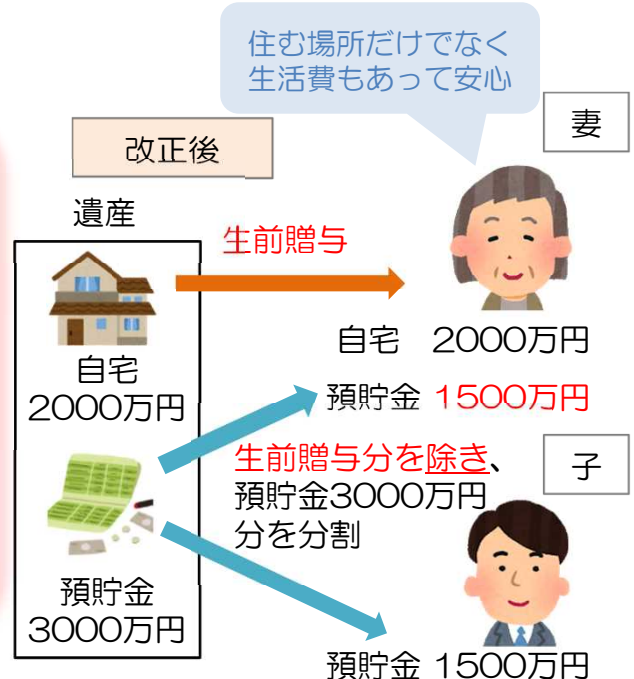 住む場所だけでなく
生活費もあって安心
妻
改正後
遺産
生前贈与
自宅
2000万円
自宅　2000万円
預貯金 1500万円
生前贈与分を除き、
預貯金3000万円
分を分割
子
預貯金
3000万円
預貯金 1500万円